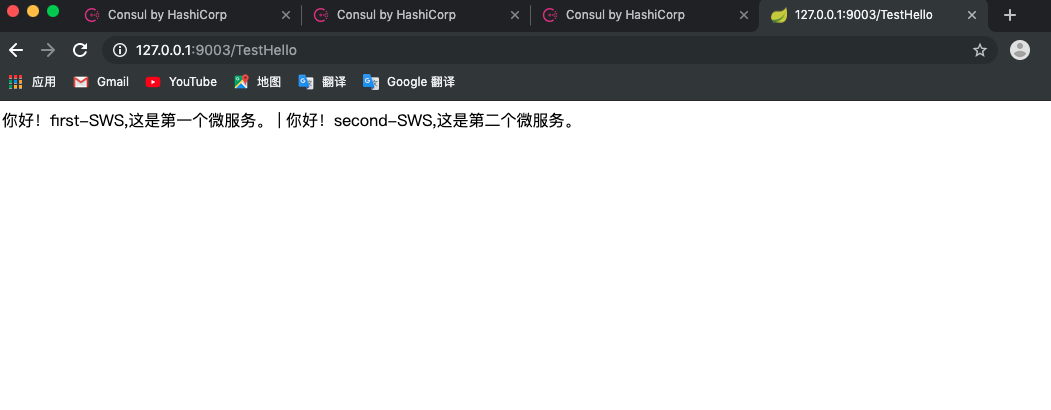 Consul by HashiCorp Consul by HashiCorp Consul by HashiCorp 127.0.0.1:9003/TestHello
127.0.0.1:9003/TestHello
应用 Gmail YouTube 地图 翻译 Google 翻译
你好！first-SWS,这是第一个微服务。 | 你好！second-SWS,这是第二个微服务。